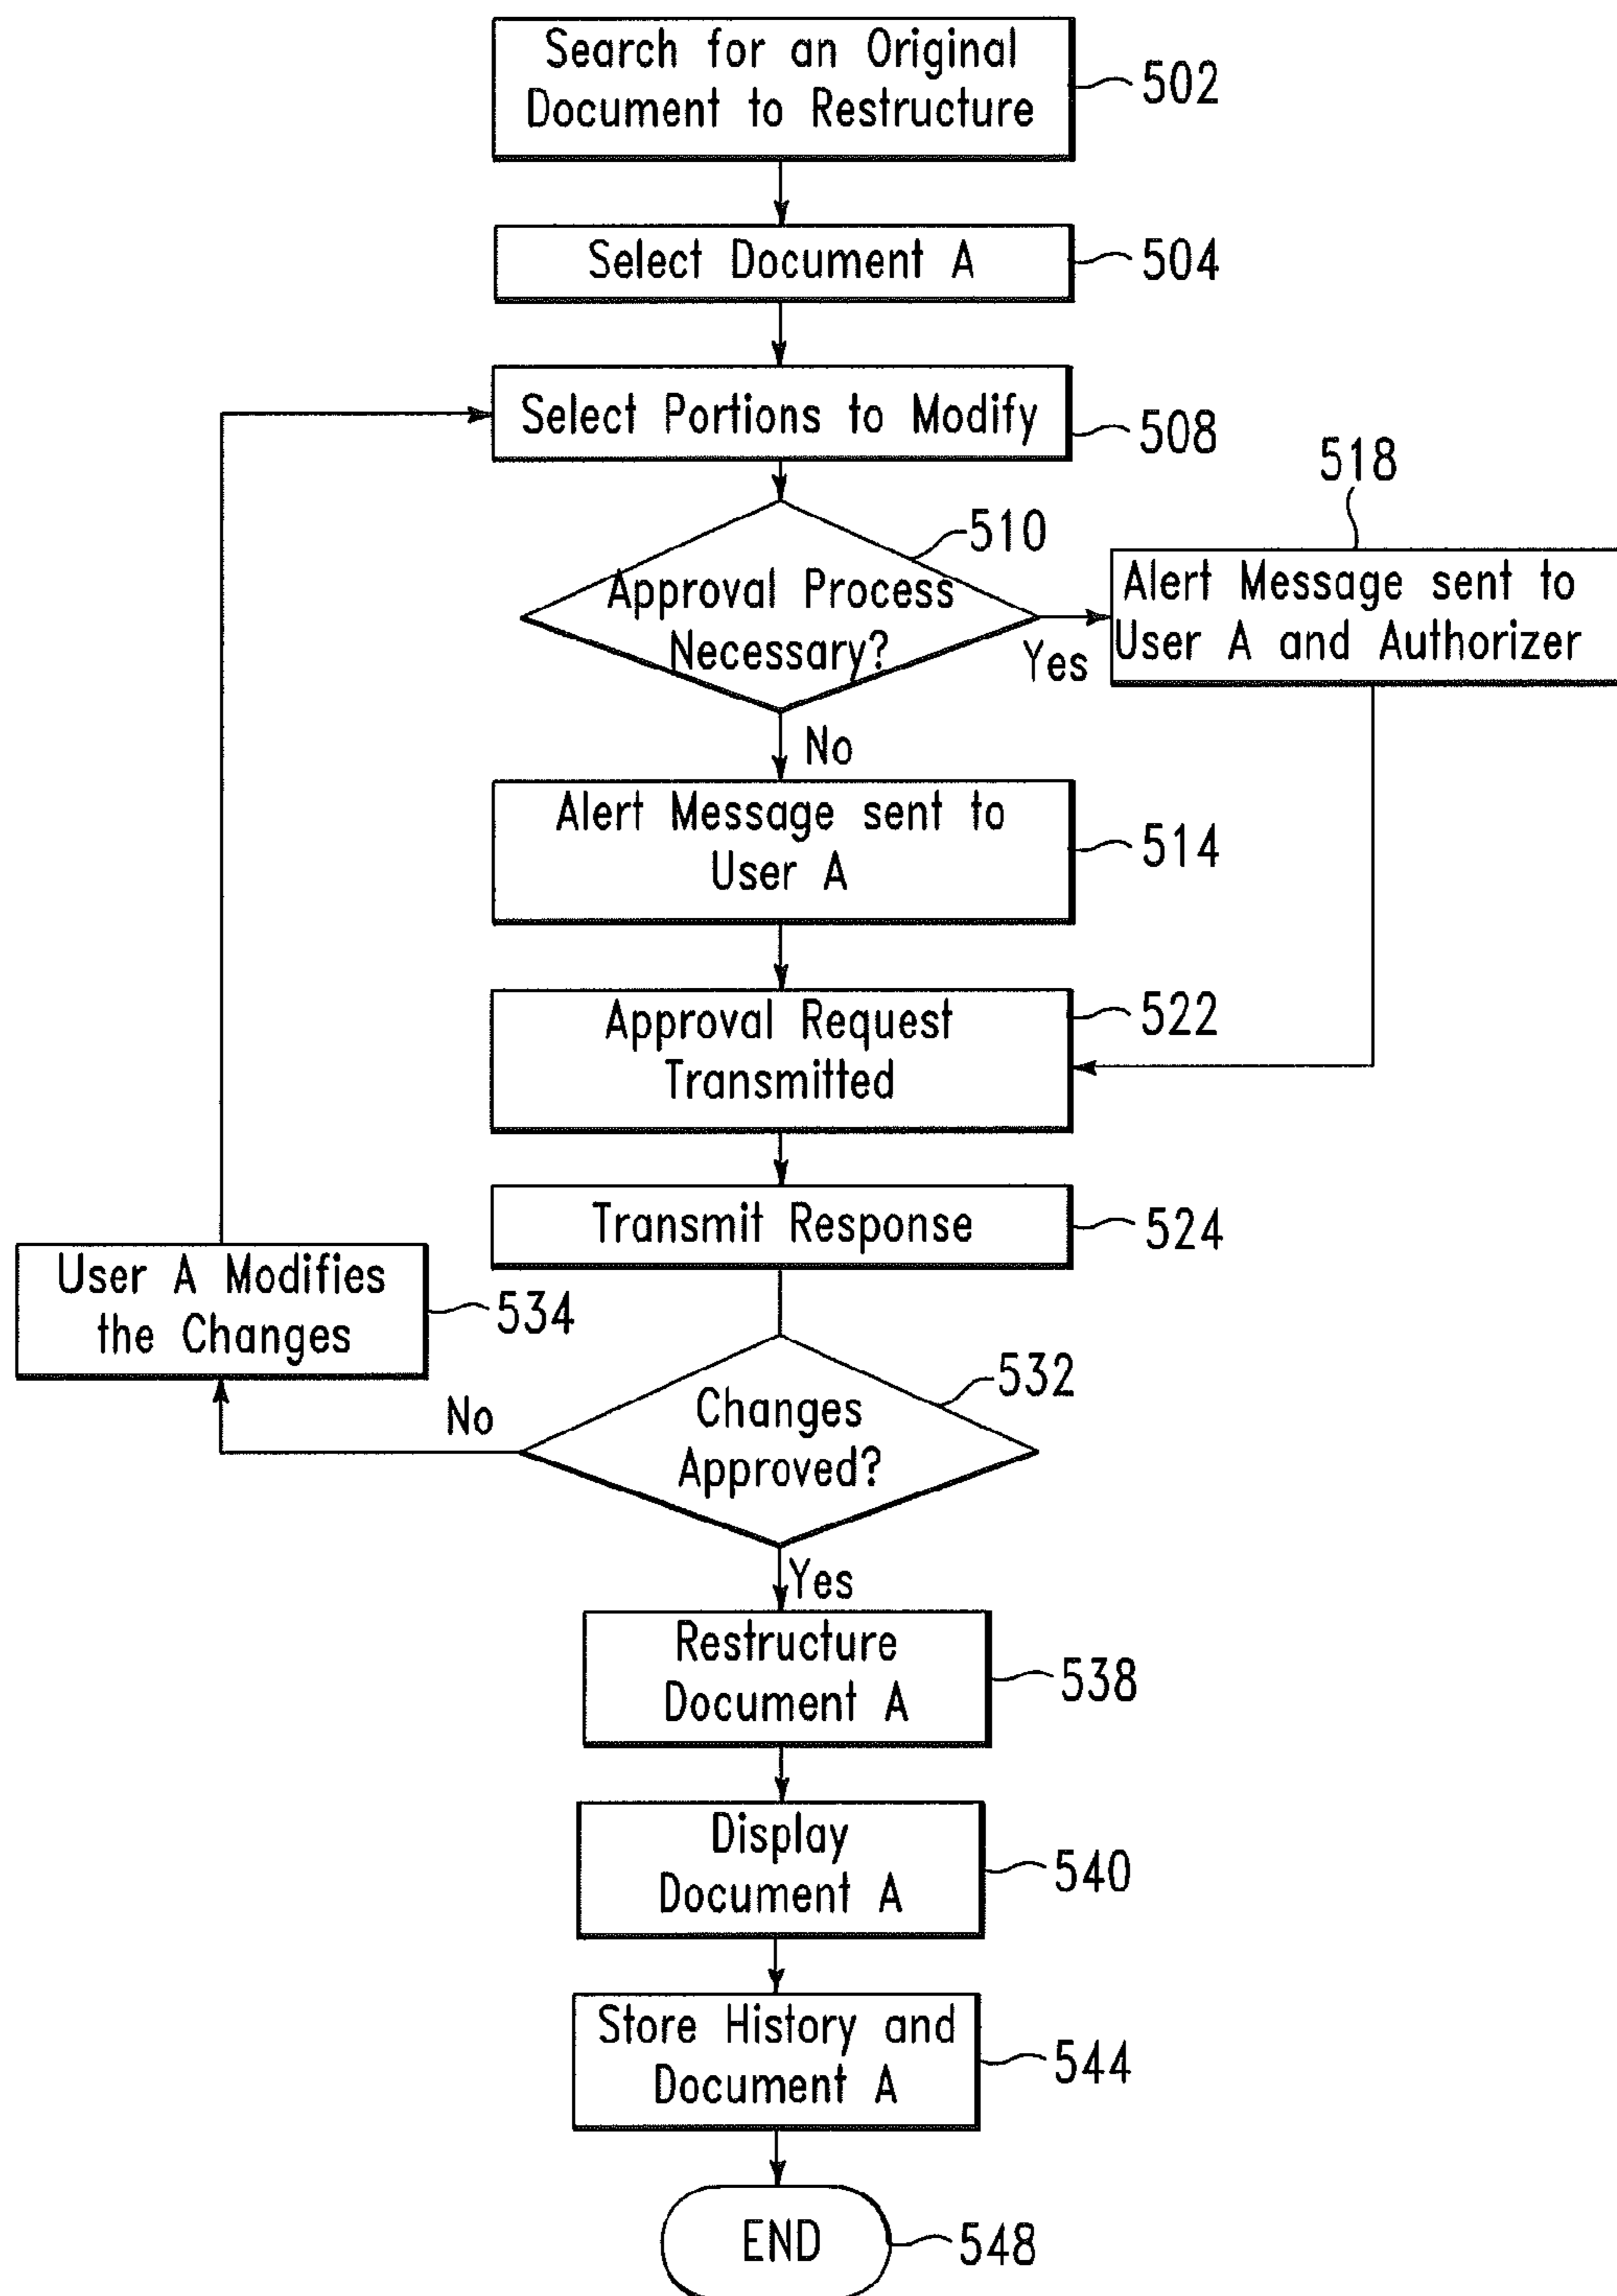 Search for an Original
Document to Restructure
502
Select Document A
504
Select Portions to Modify
508
510
Approval Process
Necessary?
Yes
518
Alert Message sent to
User A and Authorizer
No
Alert Message sent to
User A
514
Approval Request
Transmitted
522
Transmit Response
524
User A Modifies
the Changes
534
Changes
Approved?
532
No
Yes
Restructure
Document A
538
Display
Document A
540
Store History and
Document A
544
END
548